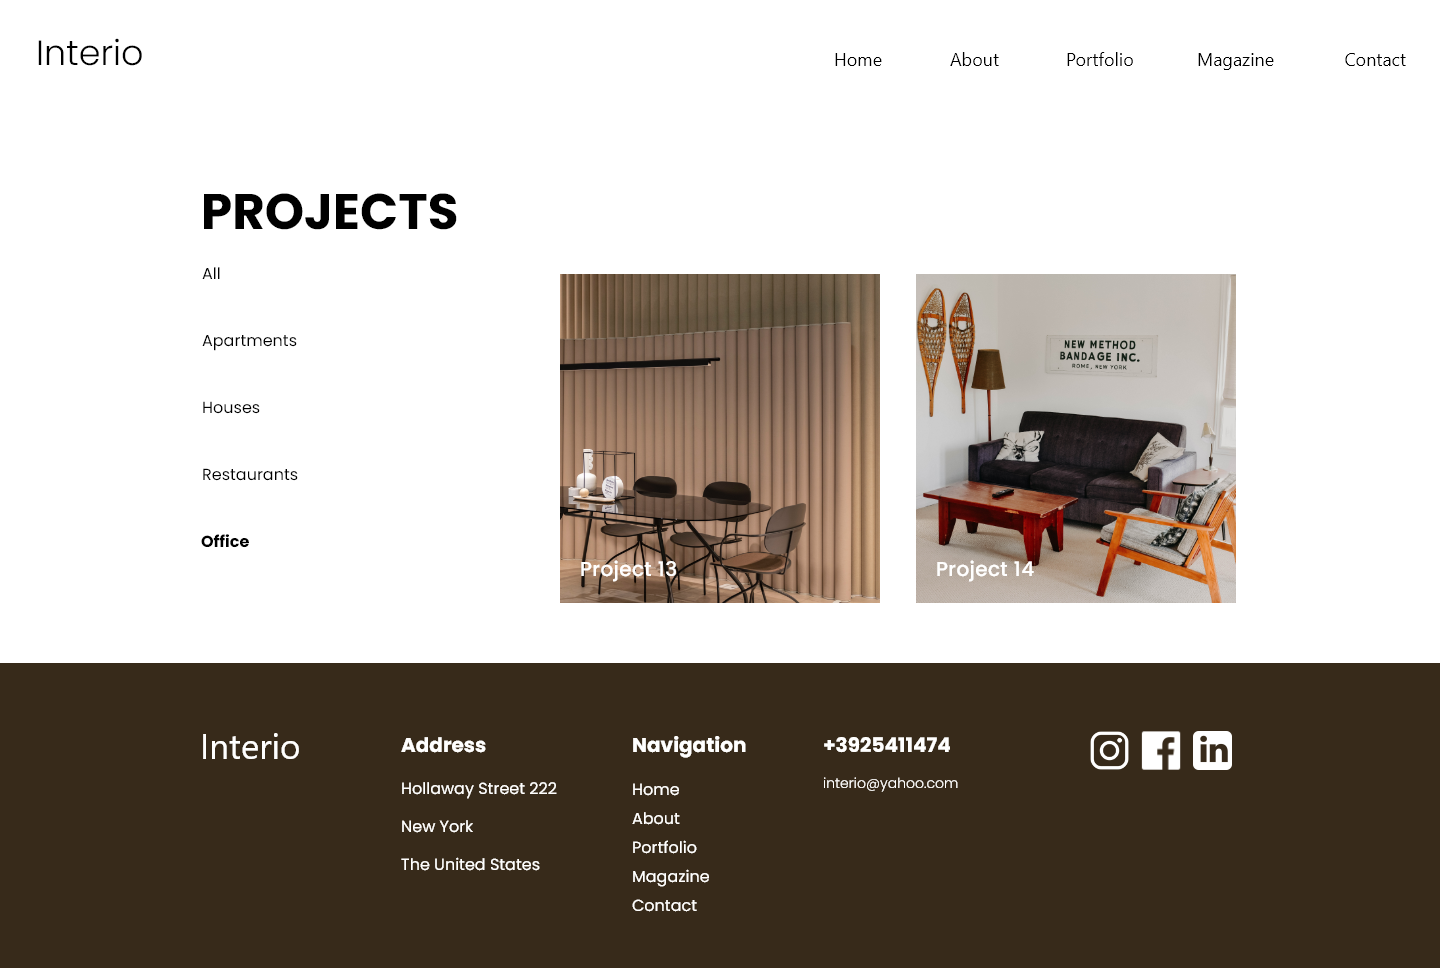 Interio
Home About Portfolio Magazine Contact
PROJECTS
All
Apartments
Houses
Restaurants
Office
NEW METHOD
BANDAGE INC.
ROME, NEW YORK
Project 13
Project 14
Interio
Address
Hollaway Street 222
New York
The United States
Navigation
Home
About
Portfolio
Magazine
Contact
+3925411474
interio@yahoo.com
in